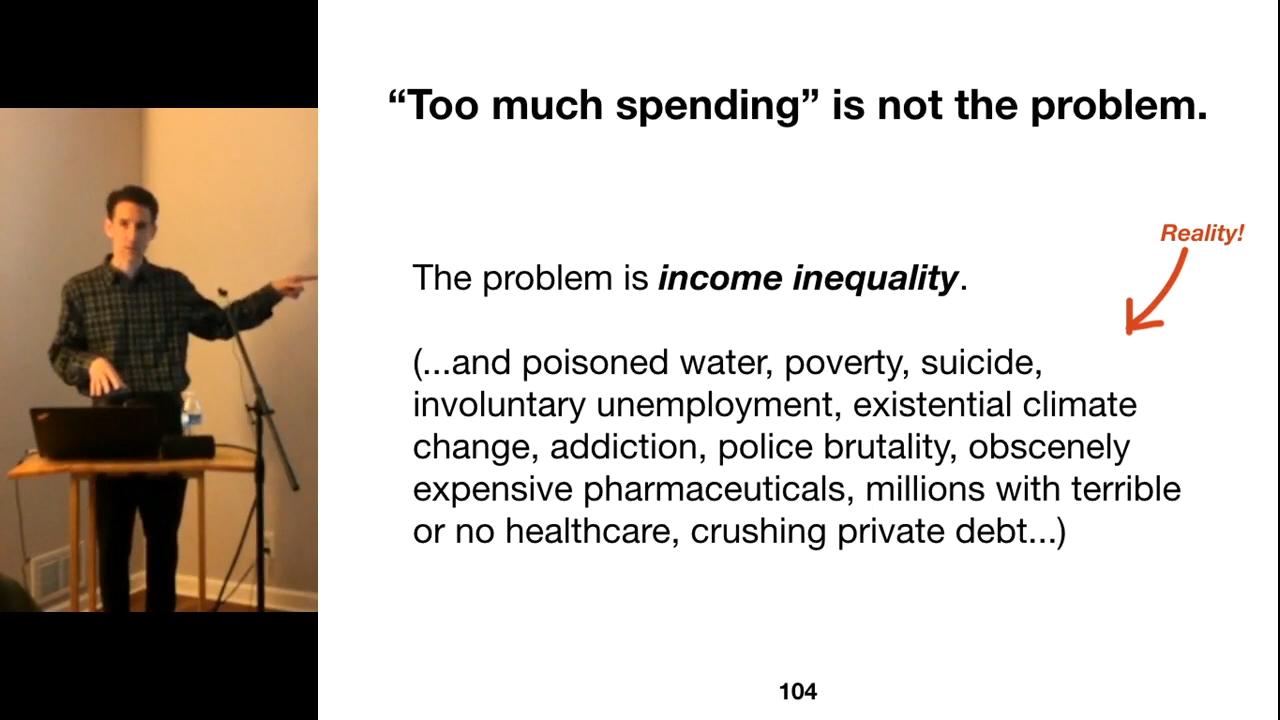 “Too much spending” is not the problem.
Reality!
The problem is income inequality.
(...and poisoned water, poverty, suicide,
involuntary unemployment, existential climate
change, addiction, police brutality, obscenely
expensive pharmaceuticals, millions with terrible
or no healthcare, crushing private debt...)
104